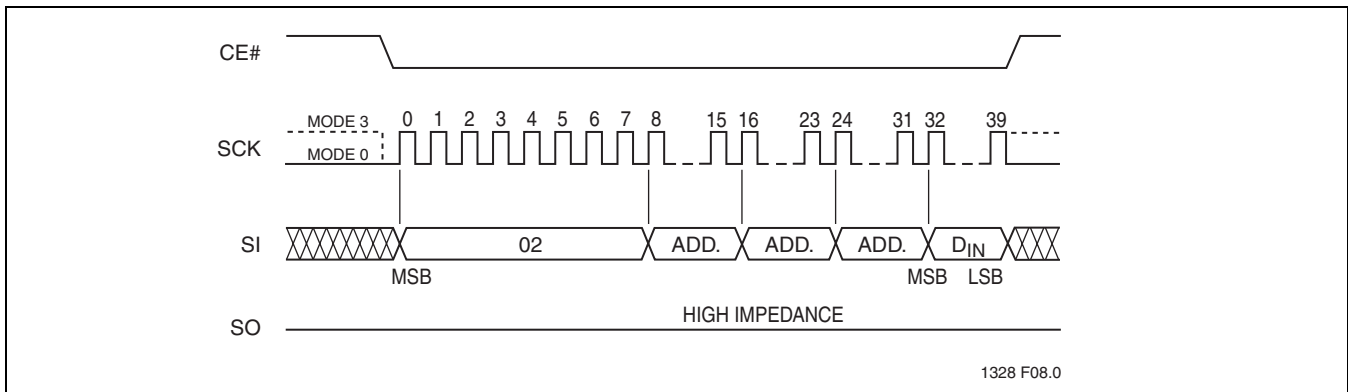 CE#
MODE 3
0 1 2 3 4 5 6 7 8 15 16 23 24 31 32 39
SCK
MODE 0
SI
02 ADD. ADD. ADD. DIN
MSB MSB LSB
HIGH IMPEDANCE
SO
1328 F08.0